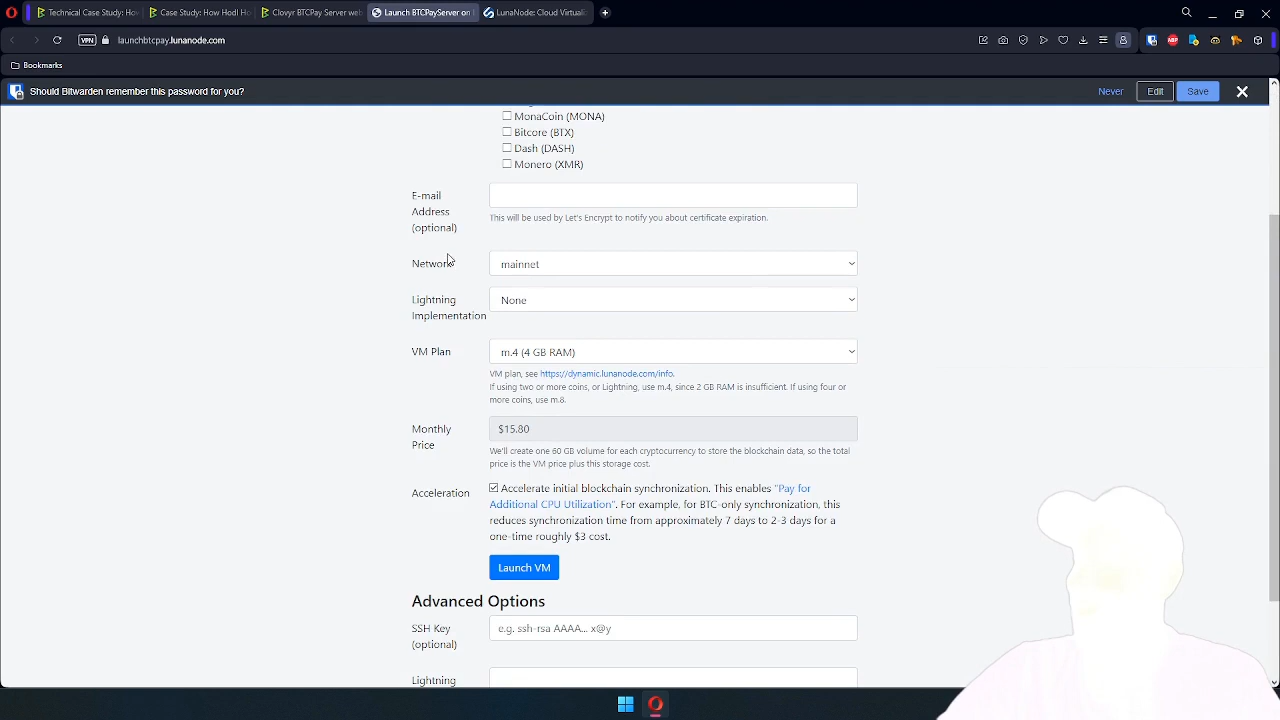 Technical Case Study: How
Case Study: How Hodl H
Clovyr BTCPay Server web
Launch BTCPayServer on
LunaNode: Cloud Virtuali
VPN
launchbtcpay.lunanode.com
ABP
Bookmarks
Should Bitwarden remember this password for you?
Never
Edit
Save
MonaCoin (MONA)
Bitcore (BTX)
Dash (DASH)
Monero (XMR)
E-mail
Address
(optional)
This will be used by Let's Encrypt to notify you about certificate expiration.
Network
mainnet
Lightning
Implementation
None
VM Plan
m.4 (4 GB RAM)
VM plan, see https://dynamic.lunanode.com/info.
If using two or more coins, or Lightning, use m.4, since 2 GB RAM is insufficient. If using four or
more coins, use m.8.
Monthly
Price
$15.80
We'll create one 60 GB volume for each cryptocurrency to store the blockchain data, so the total
price is the VM price plus this storage cost.
Acceleration
Accelerate initial blockchain synchronization. This enables "Pay for
Additional CPU Utilization". For example, for BTC-only synchronization, this
reduces synchronization time from approximately 7 days to 2-3 days for a
one-time roughly $3 cost.
Launch VM
Advanced Options
SSH Key
(optional)
e.g. ssh-rsa AAAA... x@y
Lightning